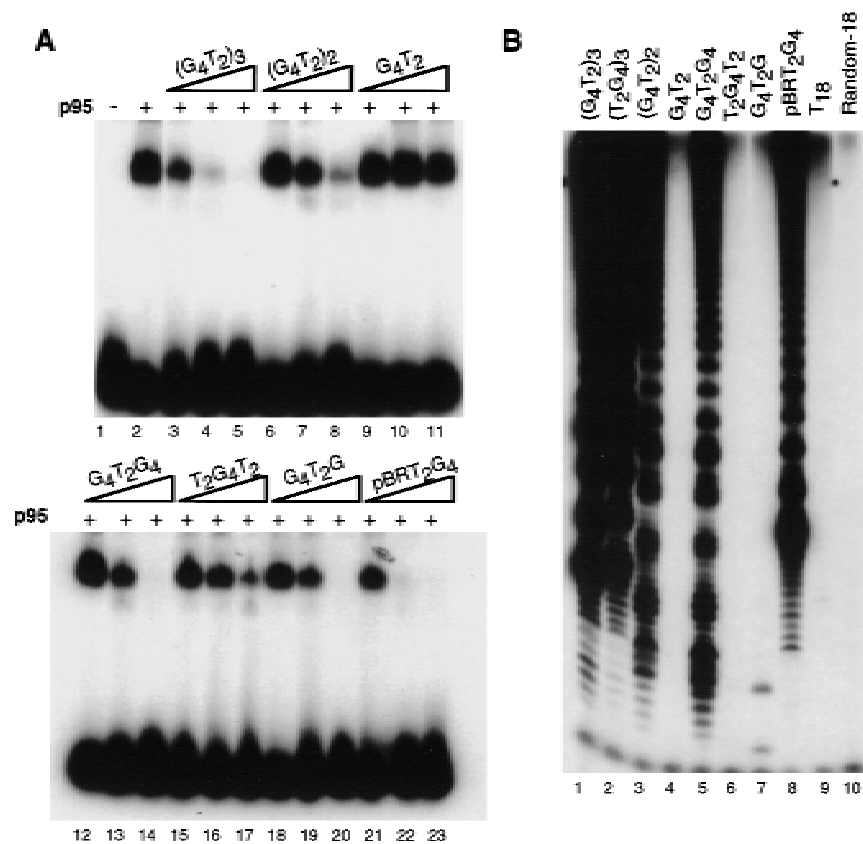 A
(G4T2)3 (G4T2)2 G4T2
p95 - + + + + + + + + + +
1 2 3 4 5 6 7 8 9 10 11
G4T2G4 T2G4T2 G4T2G pBRT2G4
p95 + + + + + + + + + + + +
12 13 14 15 16 17 18 19 20 21 22 23
B
(G4T2)3
(T2G4)3
(G4T2)2
G4T2
G4T2G4
T2G4T2
G4T2G
pBRT2G4
T18
Random-18
1 2 3 4 5 6 7 8 9 10